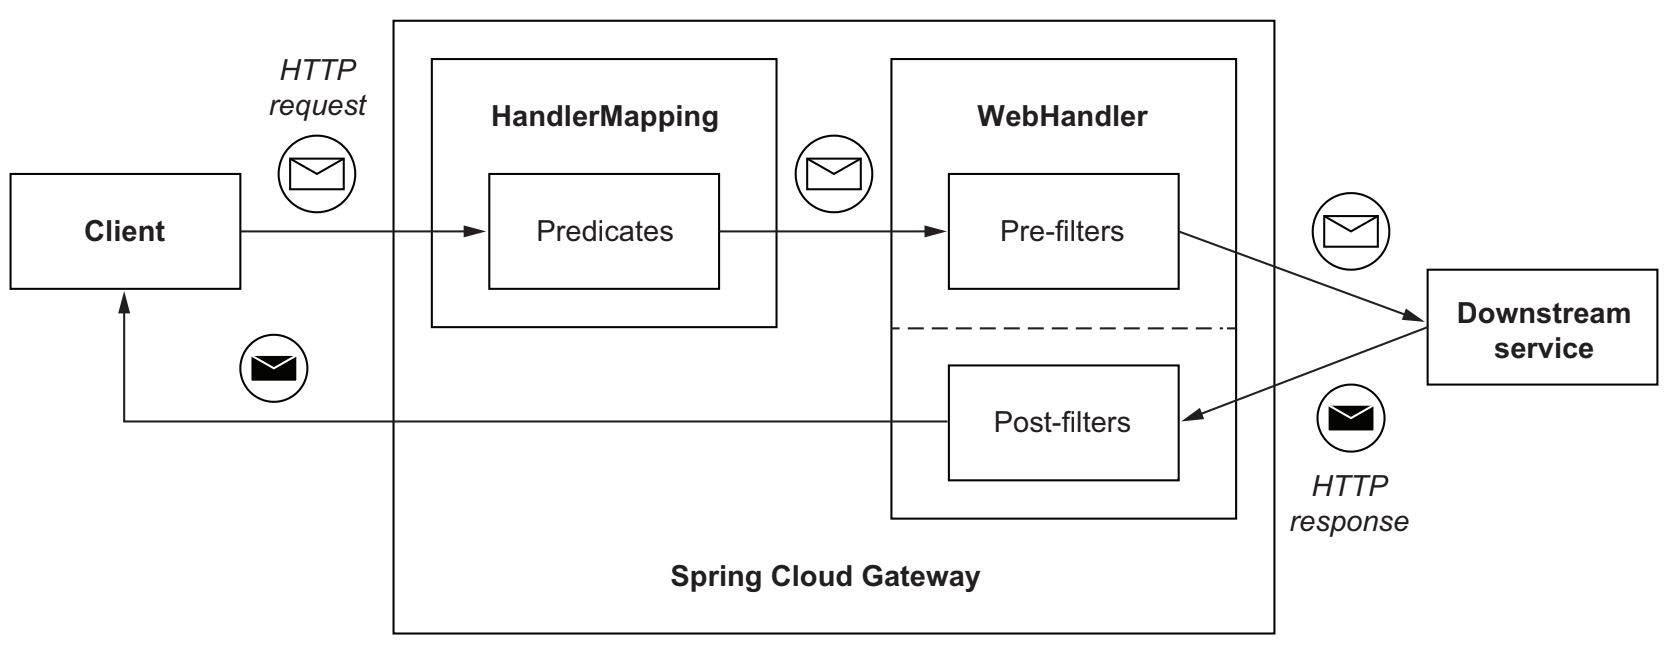 HTTP
request
HandlerMapping
WebHandler
Client
Predicates
Pre-filters
Downstream
service
Post-filters
HTTP
response
Spring Cloud Gateway